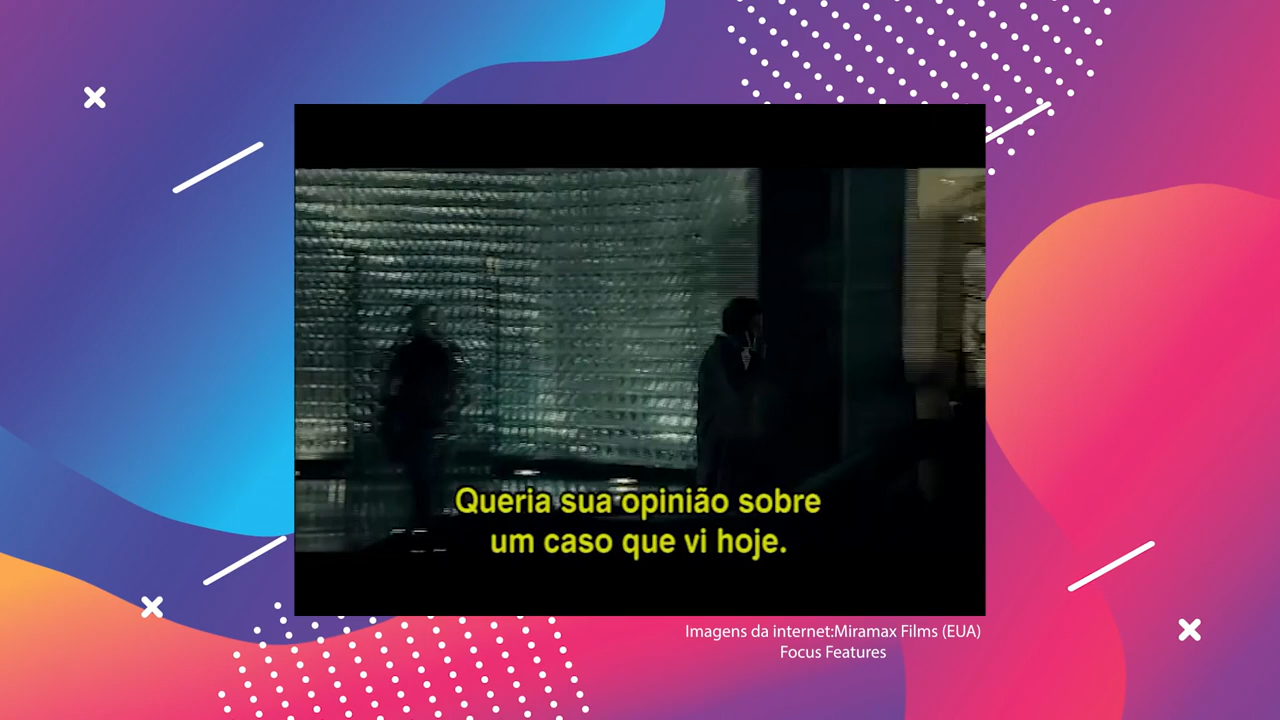 Queria sua opinião sobre
um caso que vi hoje.
Imagens da internet:Miramax Films (EUA)
Focus Features